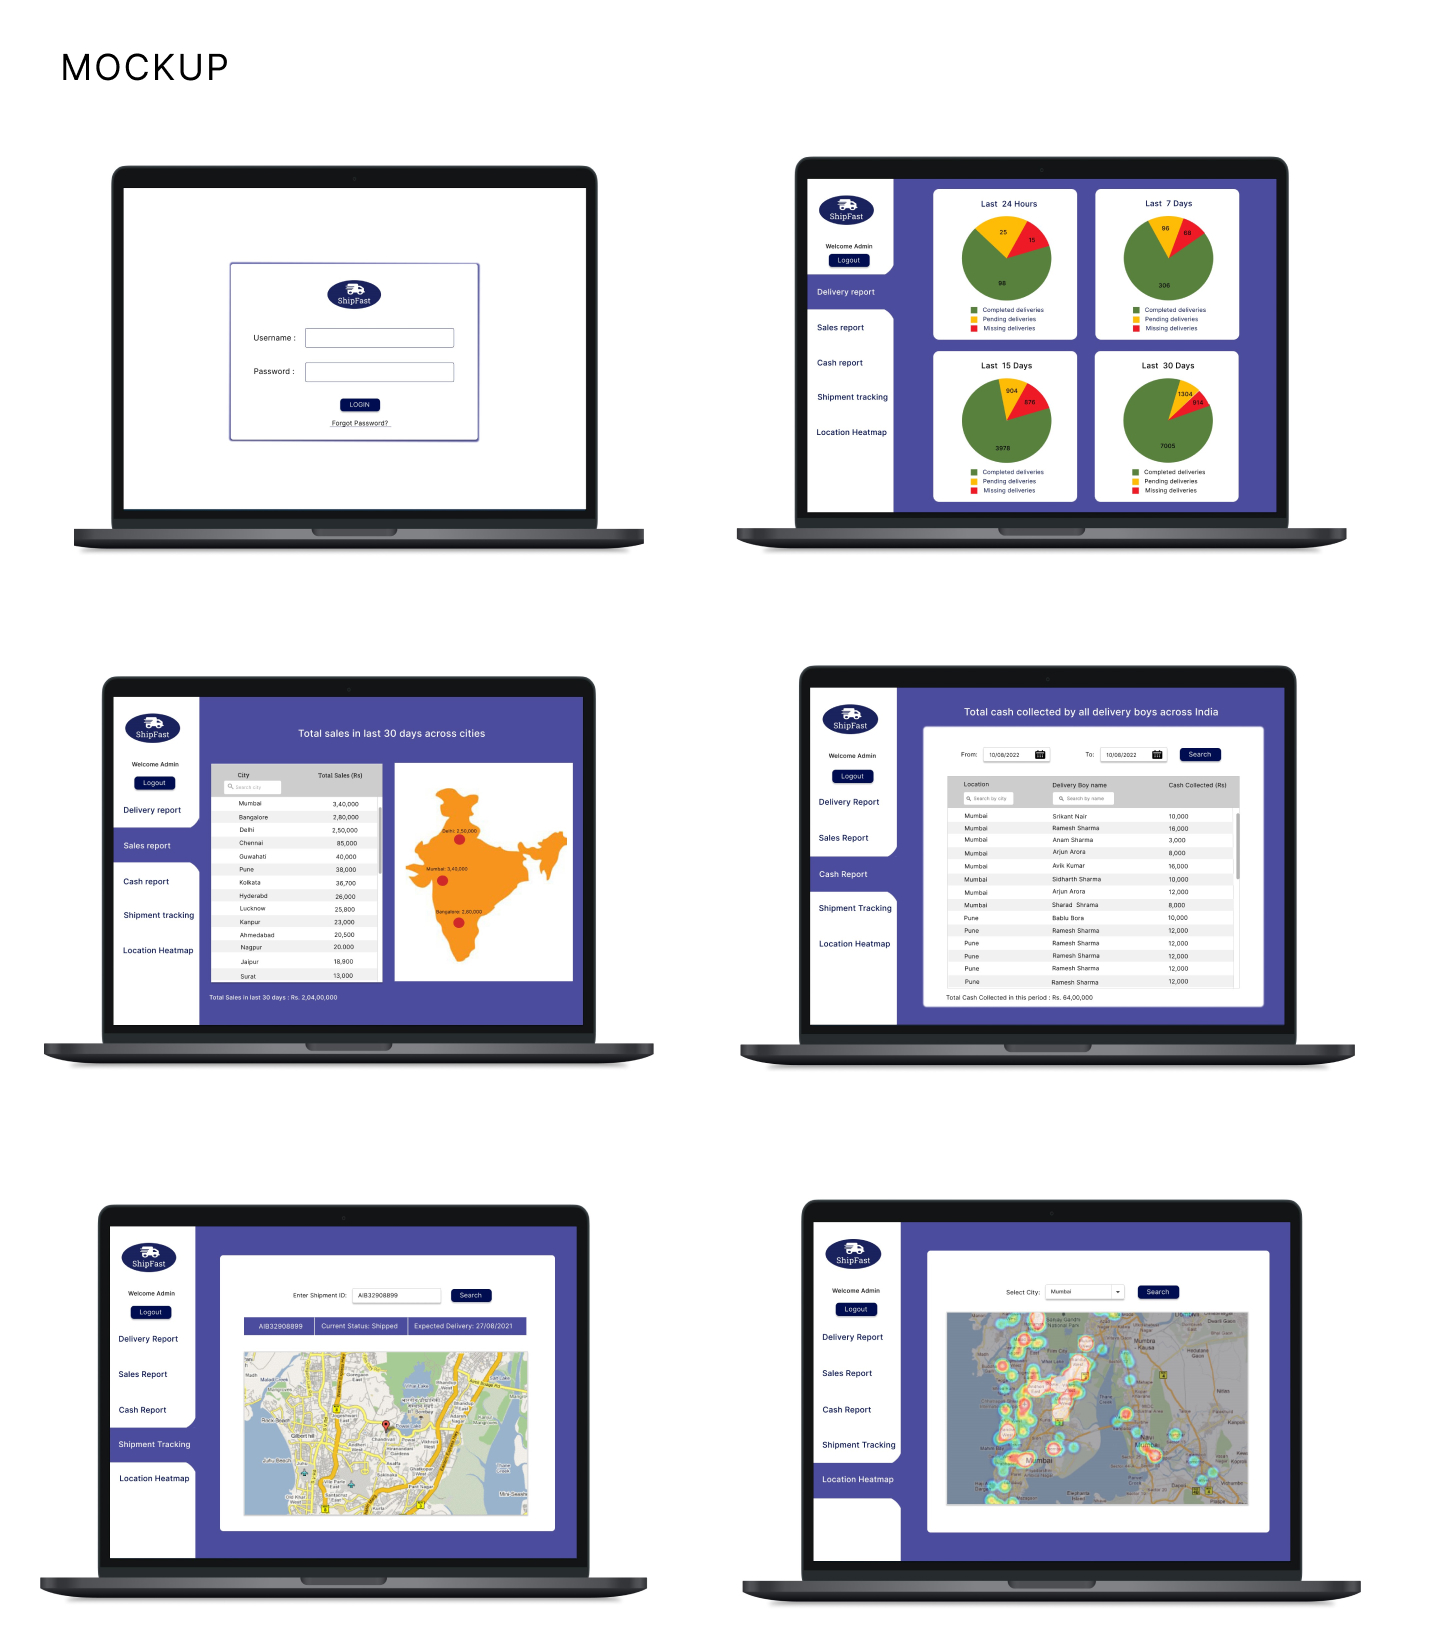 MOCKUP
ShipFast
Username :
Password :
LOGIN
Forgot Password?
ShipFast
Welcome Admin
Logout
Delivery report
Sales report
Cash report
Shipment tracking
Location Heatmap
Last 24 Hours
25
15
98
Completed deliveries
Pending deliveries
Missing deliveries
Last 7 Days
96
88
306
Completed deliveries
Pending deliveries
Missing deliveries
Last 15 Days
904
678
3978
Completed deliveries
Pending deliveries
Missing deliveries
Last 30 Days
1304
914
7005
Completed deliveries
Pending deliveries
Missing deliveries
ShipFast
Welcome Admin
Logout
Delivery report
Sales report
Cash report
Shipment tracking
Location Heatmap
Total sales in last 30 days across cities
City Total Sales (Rs)
Search city
Mumbai 3,40,000
Bangalore 2,80,000
Delhi 2,50,000
Chennai 85,000
Guwahati 40,000
Pune 38,000
Kolkata 36,700
Hyderabd 26,000
Lucknow 25,800
Kanpur 23,000
Ahmedabad 20,500
Nagpur 20.000
Jaipur 18,900
Surat 13,000
Delhi: 2,50,000
Mumbai: 3,40,000
Bangalore: 2,80,000
Total Sales in last 30 days : Rs. 2,04,00,000
ShipFast
Welcome Admin
Logout
Delivery Report
Sales Report
Cash Report
Shipment Tracking
Location Heatmap
Total cash collected by all delivery boys across India
From: 10/08/2022 To: 10/08/2022 Search
Location Delivery Boy name Cash Collected (Rs)
Search by city Search by name
Mumbai Srikant Nair 10,000
Mumbai Ramesh Sharma 16,000
Mumbai Anam Sharma 3,000
Mumbai Arjun Arora 8,000
Mumbai Avik Kumar 16,000
Mumbai Sidharth Sharma 10,000
Mumbai Arjun Arora 12,000
Mumbai Sharad Shrama 8,000
Pune Bablu Bora 10,000
Pune Ramesh Sharma 12,000
Pune Ramesh Sharma 12,000
Pune Ramesh Sharma 12,000
Pune Ramesh Sharma 12,000
Pune Ramesh Sharma 12,000
Total Cash Collected in this period : Rs. 64,00,000
ShipFast
Welcome Admin
Logout
Delivery Report
Sales Report
Cash Report
Shipment Tracking
Location Heatmap
Enter Shipment ID: AIB32908899 Search
AIB32908899 Current Status: Shipped Expected Delivery: 27/08/2021
ShipFast
Welcome Admin
Logout
Delivery Report
Sales Report
Cash Report
Shipment Tracking
Location Heatmap
Select City: Mumbai Search
Mumbai
Navi
Mumbai